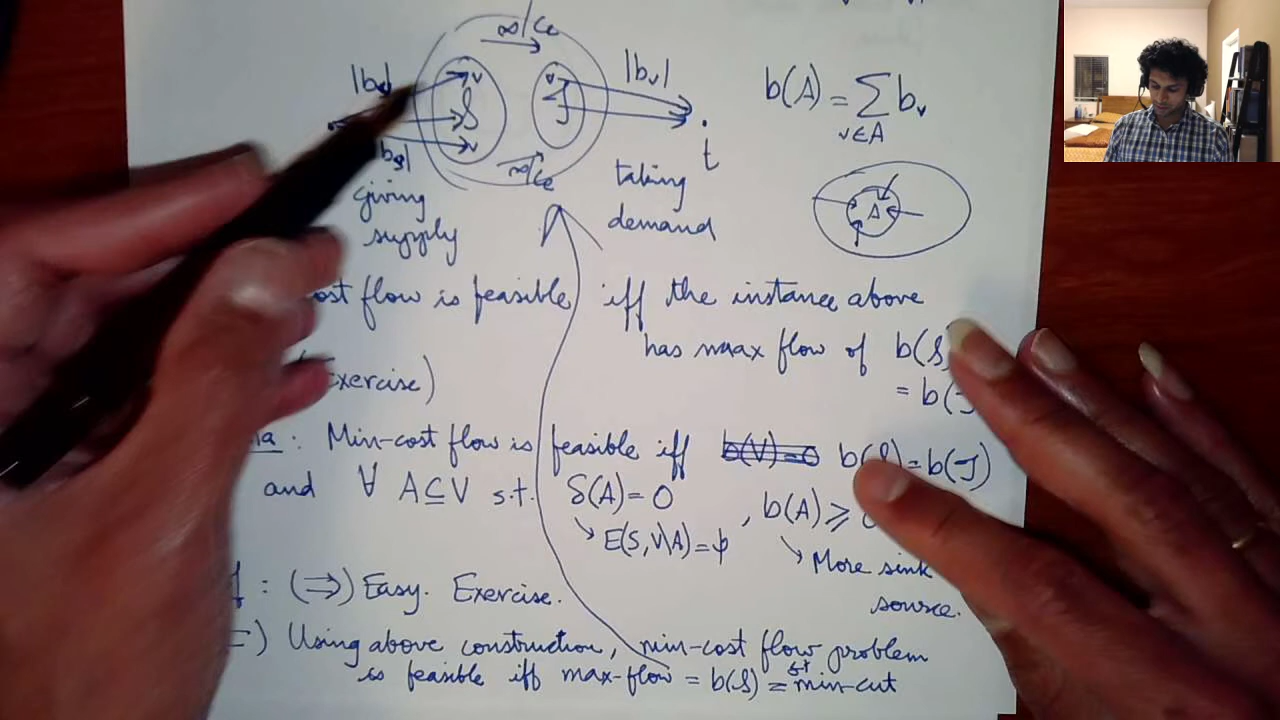 ∞/c_e
|b_v| |b_v| b(A) = Σ b_v
v∈A
v v
S T
v
t
A
|b_s| ∞/c_e taking
giving demand
supply
cost flow is feasible iff the instance above
has max flow of b(S)
= b(T
Exercise)
ma : Min-cost flow is feasible iff b(V)=0 b(S) = b(T)
and ∀ A⊆V s.t. δ(A) = 0 , b(A) ≥ 0
↘ E(S, V\A) = ϕ ↘ More sink
source.
f : (⇒) Easy. Exercise.
=) Using above construction, min-cost flow problem
is feasible iff max-flow = b(S) = s-t min-cut